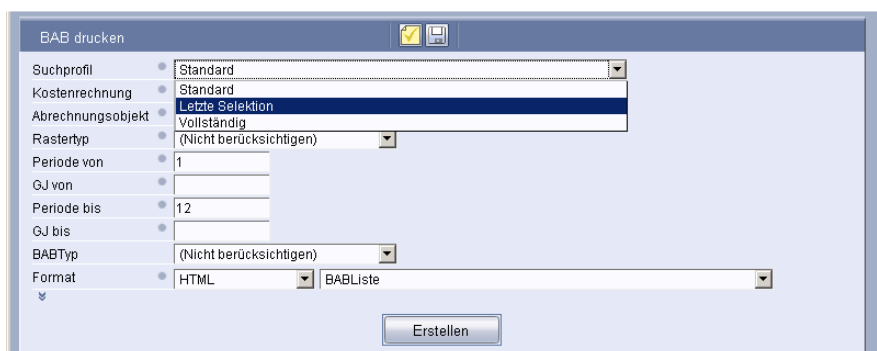 BAB drucken
Suchprofil Standard
Kostenrechnung Standard
Letzte Selektion
Abrechnungsobjekt Vollständig
Rastertyp (Nicht berücksichtigen)
Periode von 1
GJ von
Periode bis 12
GJ bis
BABTyp (Nicht berücksichtigen)
Format HTML BABListe
Erstellen